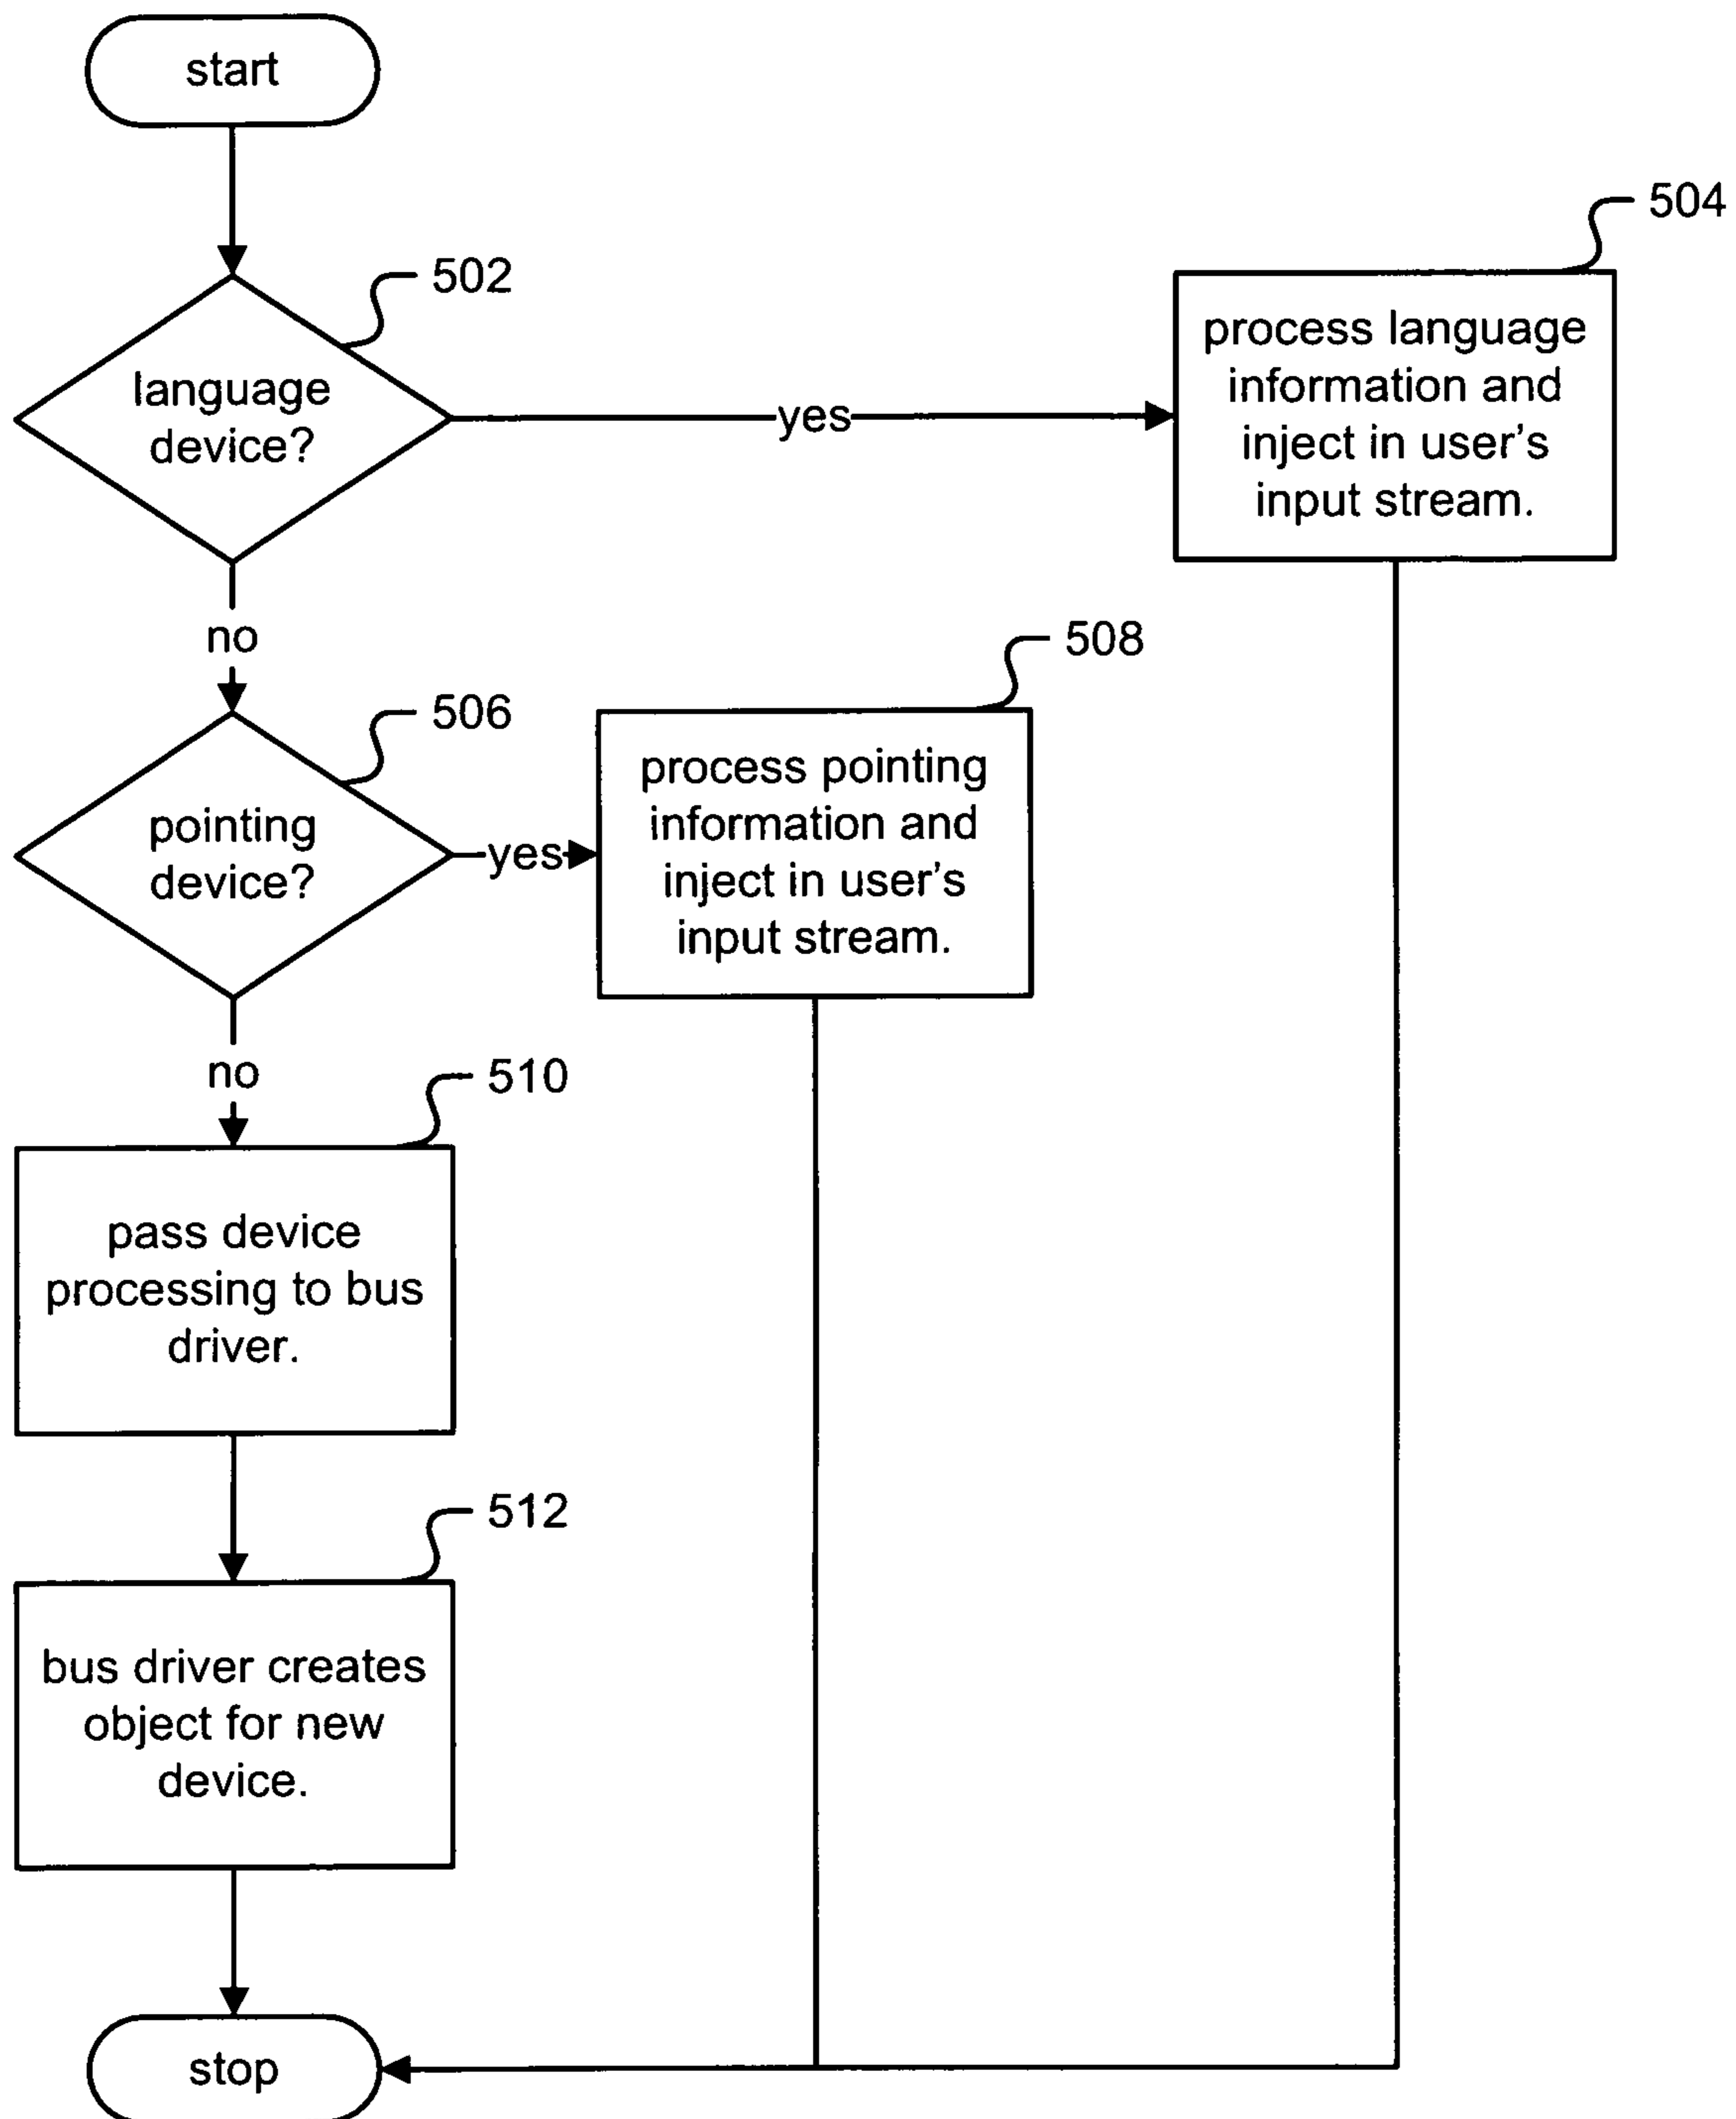 start
502
language
device?
yes
504
process language
information and
inject in user's
input stream.
no
506
pointing
device?
yes
508
process pointing
information and
inject in user's
input stream.
no
510
pass device
processing to bus
driver.
512
bus driver creates
object for new
device.
stop